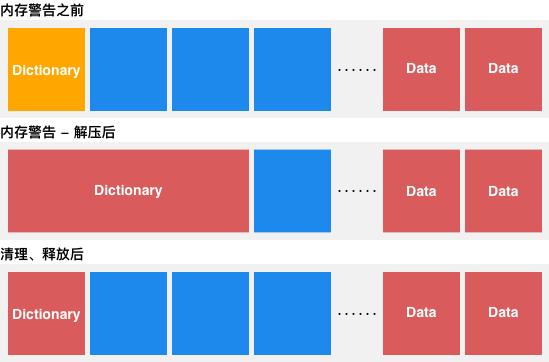 内存警告之前
Dictionary ...... Data Data
内存警告 – 解压后
Dictionary ...... Data Data
清理、释放后
Dictionary ...... Data Data